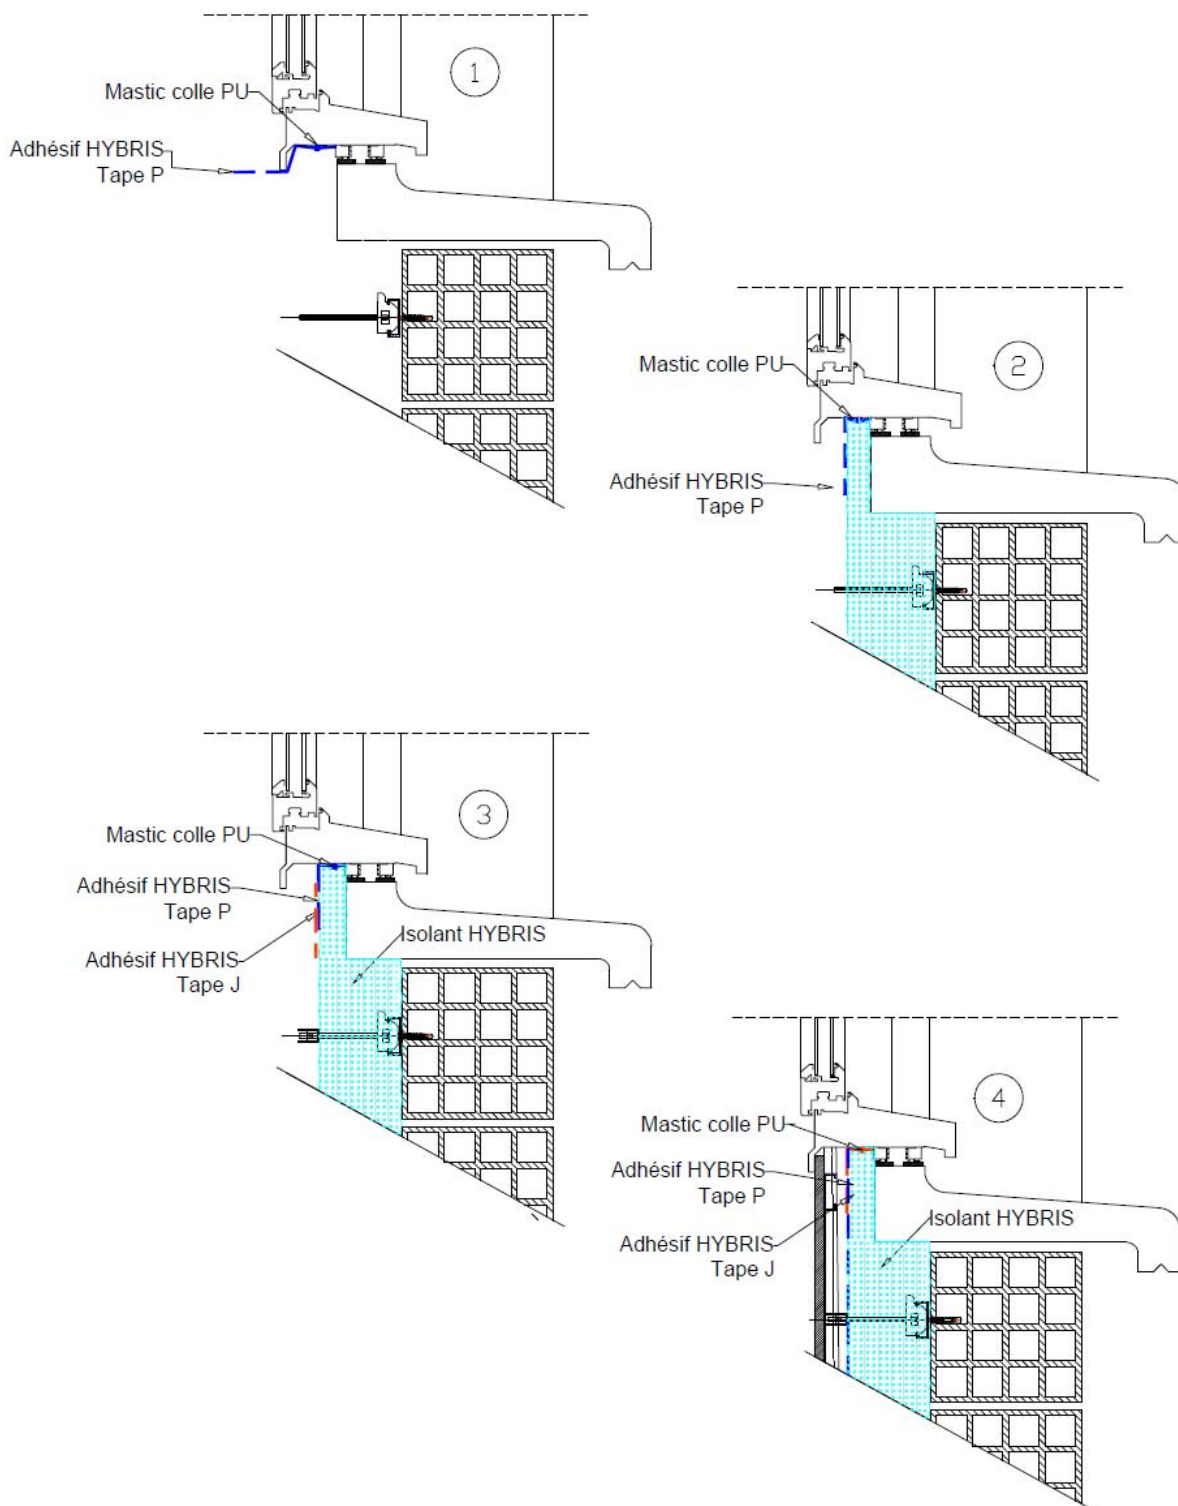 1
Mastic colle PU
Adhésif HYBRIS
Tape P
2
Mastic colle PU
Adhésif HYBRIS
Tape P
3
Mastic colle PU
Adhésif HYBRIS
Tape P
Adhésif HYBRIS
Tape J
Isolant HYBRIS
4
Mastic colle PU
Adhésif HYBRIS
Tape P
Adhésif HYBRIS
Tape J
Isolant HYBRIS